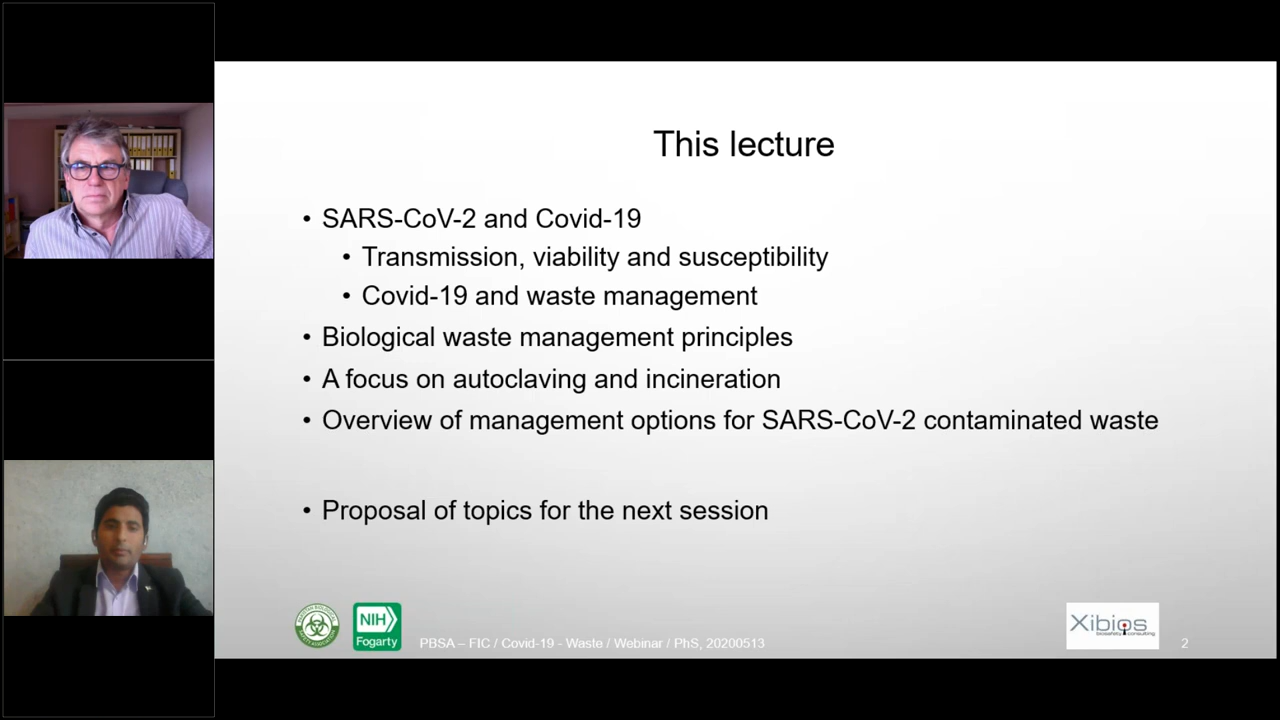 This lecture
• SARS-CoV-2 and Covid-19
• Transmission, viability and susceptibility
• Covid-19 and waste management
• Biological waste management principles
• A focus on autoclaving and incineration
• Overview of management options for SARS-CoV-2 contaminated waste
• Proposal of topics for the next session
NIH
Fogarty
PBSA – FIC / Covid-19 - Waste / Webinar / PhS, 20200513
Xibios
biosafety consulting
2